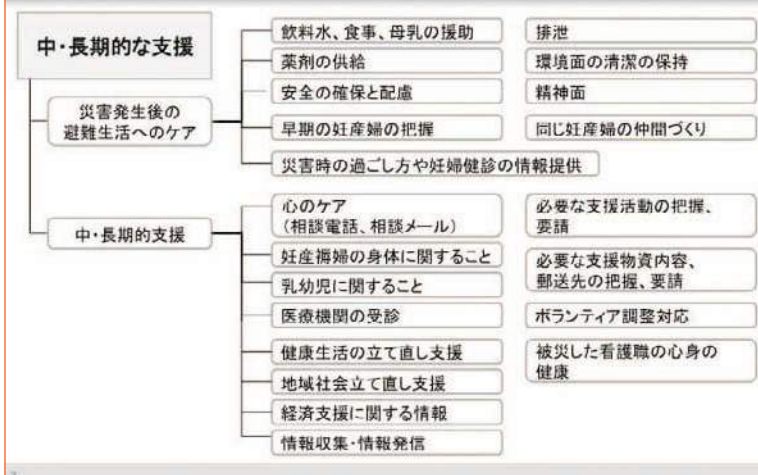 中・長期的な支援
災害発生後の
避難生活へのケア
飲料水、食事、母乳の援助
薬剤の供給
安全の確保と配慮
早期の妊産婦の把握
災害時の過ごし方や妊婦健診の情報提供
排泄
環境面の清潔の保持
精神面
同じ妊産婦の仲間づくり
中・長期的支援
心のケア
(相談電話、相談メール)
妊産褥婦の身体に関すること
乳幼児に関すること
医療機関の受診
健康生活の立て直し支援
地域社会立て直し支援
経済支援に関する情報
情報収集・情報発信
必要な支援活動の把握、
要請
必要な支援物資内容、
郵送先の把握、要請
ボランティア調整対応
被災した看護職の心身の
健康